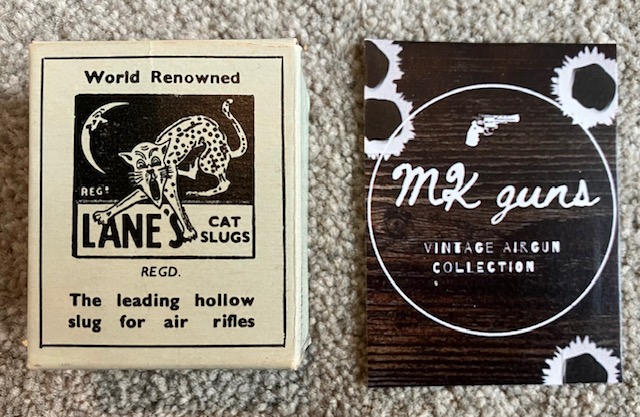 World Renowned
REGD
LANE'S
CAT
SLUGS
REGD.
The leading hollow
slug for air rifles
MK guns
VINTAGE AIRGUN
COLLECTION